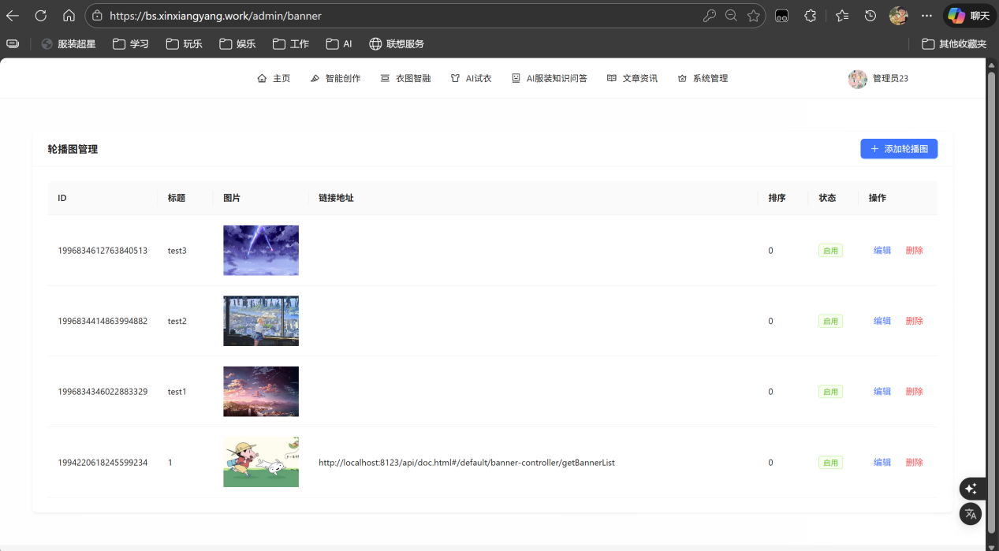 https://bs.xinxiangyang.work/admin/banner
聊天
服装超星 学习 玩乐 娱乐 工作 AI 联想服务 其他收藏夹
主页 智能创作 衣图智融 AI试衣 AI服装知识问答 文章资讯 系统管理 管理员23
轮播图管理 + 添加轮播图
ID 标题 图片 链接地址 排序 状态 操作
1996834612763840513 test3 0 启用 编辑 删除
1996834414863994882 test2 0 启用 编辑 删除
1996834346022883329 test1 0 启用 编辑 删除
1994220618245599234 1 http://localhost:8123/api/doc.html#/default/banner-controller/getBannerList 0 启用 编辑 删除